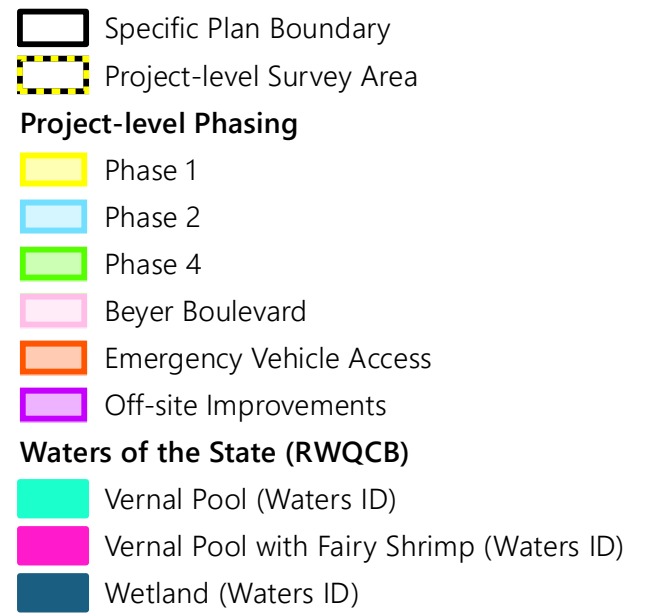 Specific Plan Boundary
Project-level Survey Area
Project-level Phasing
Phase 1
Phase 2
Phase 4
Beyer Boulevard
Emergency Vehicle Access
Off-site Improvements
Waters of the State (RWQCB)
Vernal Pool (Waters ID)
Vernal Pool with Fairy Shrimp (Waters ID)
Wetland (Waters ID)